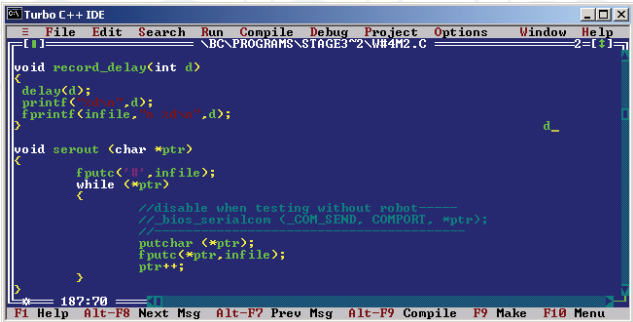 Turbo C++ IDE
≡ File Edit Search Run Compile Debug Project Options Window Help
[■] \BC\PROGRAMS\STAGE3~2\W#4M2.C 2=[↕]
void record_delay(int d)
{
delay(d);
printf( ,d);
fprintf(infile, ,d);
}
d_
void serout (char *ptr)
{
fputc('#',infile);
while (*ptr)
{
//disable when testing without robot-----
//_bios_serialcom (_COM_SEND, COMPORT, *ptr);
//---------------------------------------
putchar (*ptr);
fputc(*ptr,infile);
ptr++;
}
}
187:70
F1 Help Alt-F8 Next Msg Alt-F7 Prev Msg Alt-F9 Compile F9 Make F10 Menu